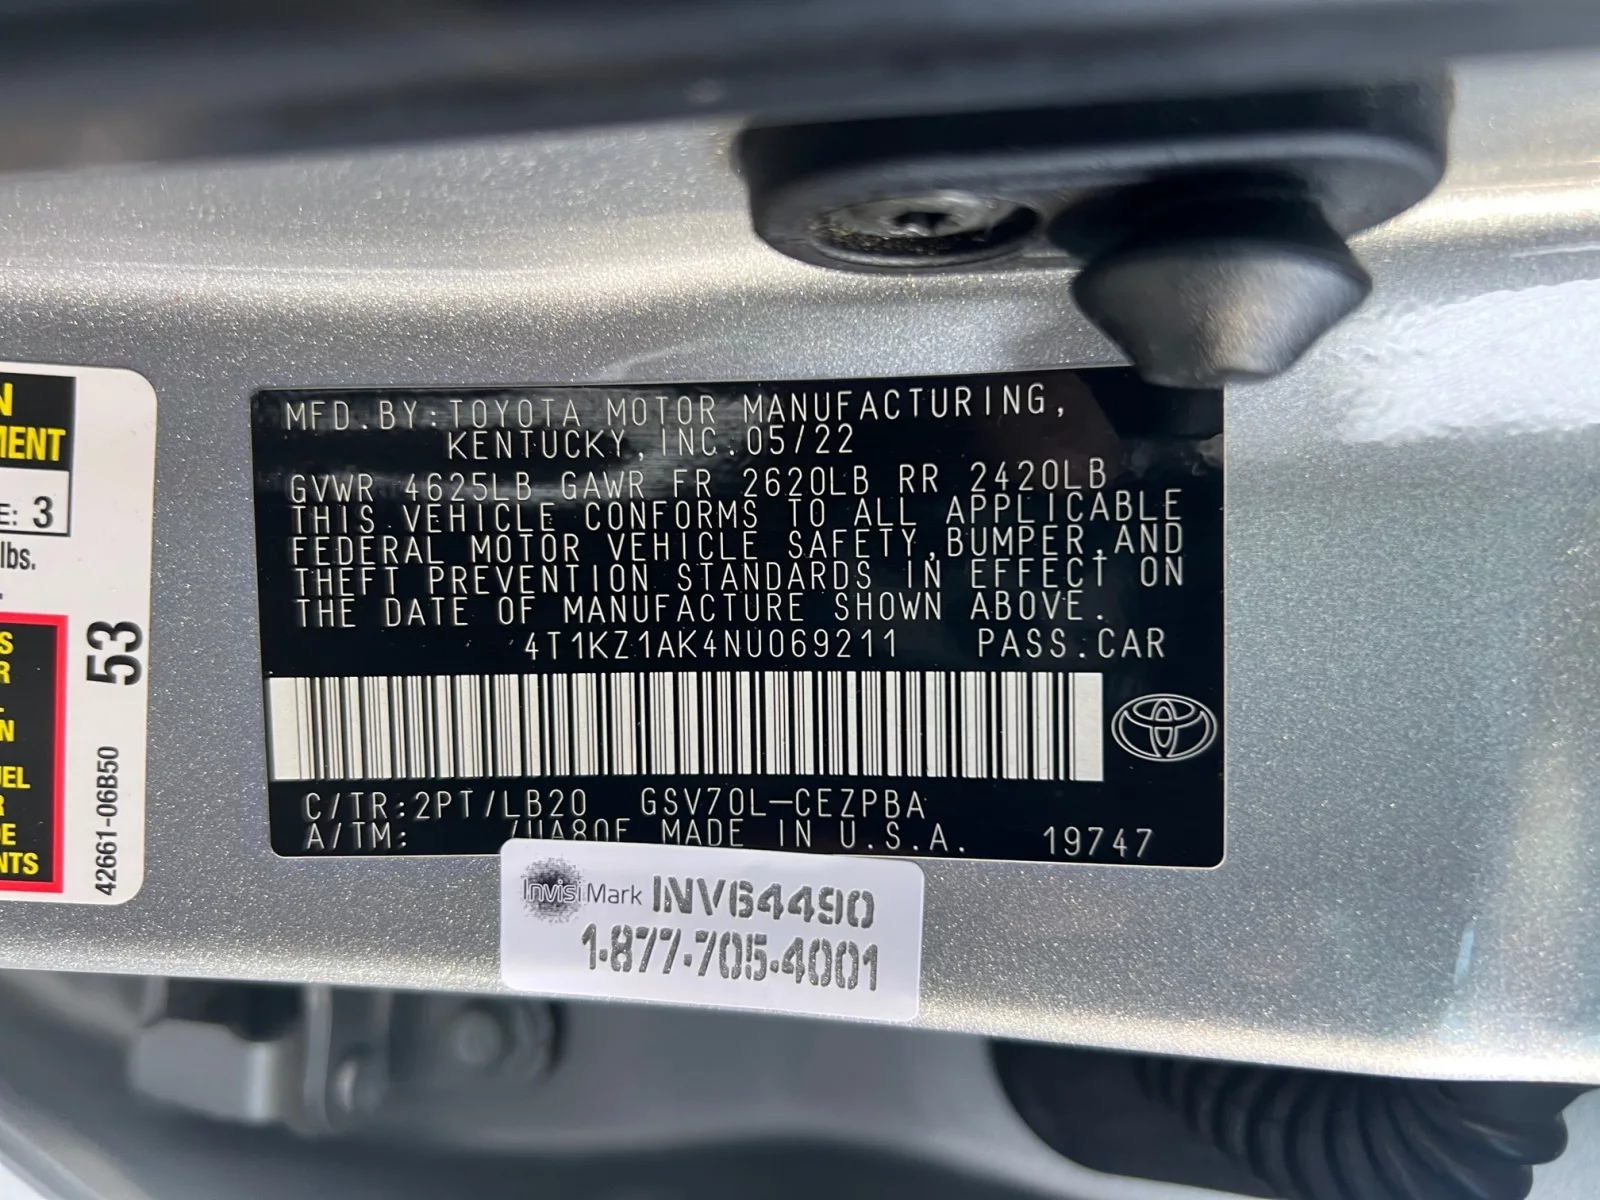 MFD.BY:TOYOTA MOTOR MANUFACTURING,
KENTUCKY,INC.05/22
GVWR 4625LB GAWR FR 2620LB RR 2420LB
THIS VEHICLE CONFORMS TO ALL APPLICABLE
FEDERAL MOTOR VEHICLE SAFETY,BUMPER,AND
THEFT PREVENTION STANDARDS IN EFFECT ON
THE DATE OF MANUFACTURE SHOWN ABOVE.
4T1KZ1AK4NU069211 PASS.CAR
C/TR:2PT/LB20 GSV70L-CEZPBA
A/TM: MADE IN U.S.A. 19747
InvisiMark INV64490
1-877-705-4001
E: 3
lbs.
53
42661-06B50